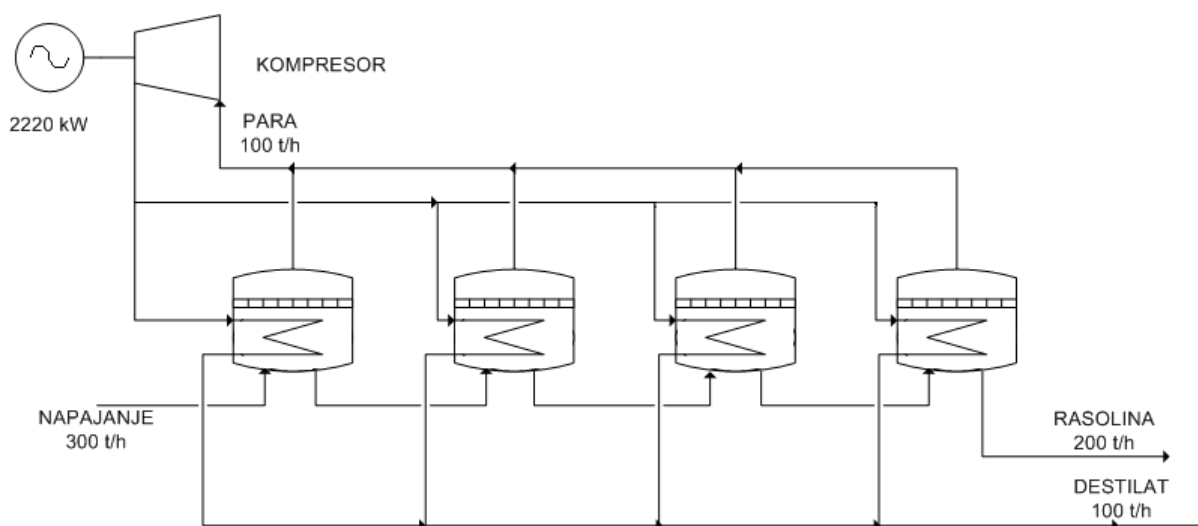 KOMPRESOR
2220 kW
PARA
100 t/h
NAPAJANJE
300 t/h
RASOLINA
200 t/h
DESTILAT
100 t/h